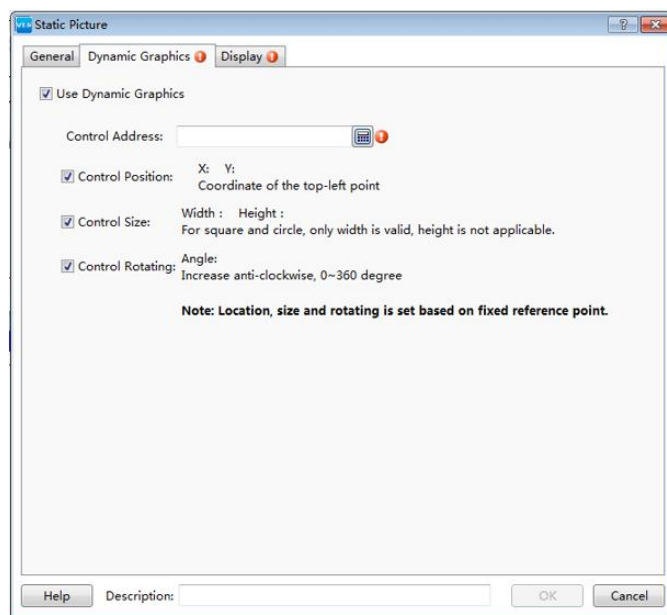 VT5 Static Picture
General Dynamic Graphics Display
Use Dynamic Graphics
Control Address:
Control Position: X: Y:
Coordinate of the top-left point
Control Size: Width : Height :
For square and circle, only width is valid, height is not applicable.
Control Rotating: Angle:
Increase anti-clockwise, 0~360 degree
Note: Location, size and rotating is set based on fixed reference point.
Help Description: OK Cancel